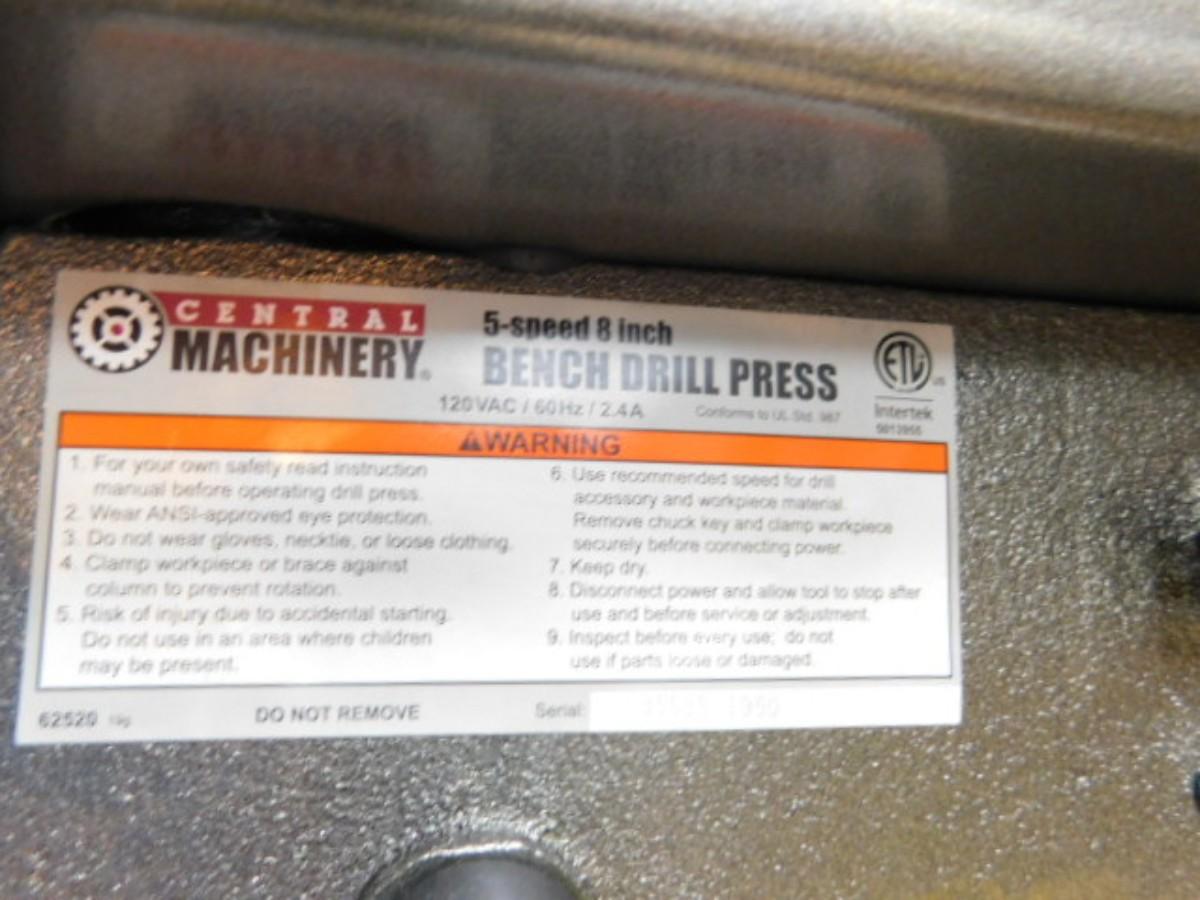 CENTRAL
MACHINERY®
5-speed 8 inch
BENCH DRILL PRESS
120VAC / 60Hz / 2.4A
Conforms to UL Std. 987
ETL
us
Intertek
⚠WARNING
1. For your own safety read instruction
manual before operating drill press.
2. Wear ANSI-approved eye protection.
3. Do not wear gloves, necktie, or loose clothing.
4. Clamp workpiece or brace against
column to prevent rotation.
5. Risk of injury due to accidental starting.
Do not use in an area where children
may be present.
6. Use recommended speed for drill
accessory and workpiece material.
Remove chuck key and clamp workpiece
securely before connecting power.
7. Keep dry.
8. Disconnect power and allow tool to stop after
use and before service or adjustment.
9. Inspect before every use; do not
use if parts loose or damaged.
62520
DO NOT REMOVE
Serial: